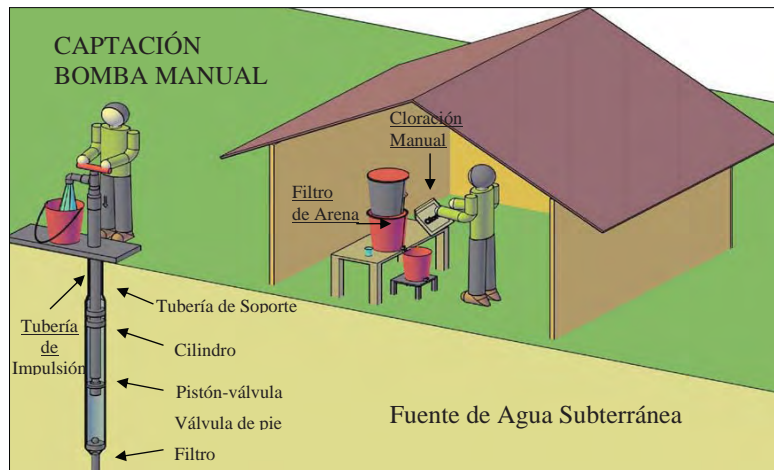 CAPTACIÓN
BOMBA MANUAL
Cloración
Manual
Filtro
de Arena
Tubería de Soporte
Tubería
de
Impulsión
Cilindro
Pistón-válvula
Válvula de pie
Filtro
Fuente de Agua Subterránea